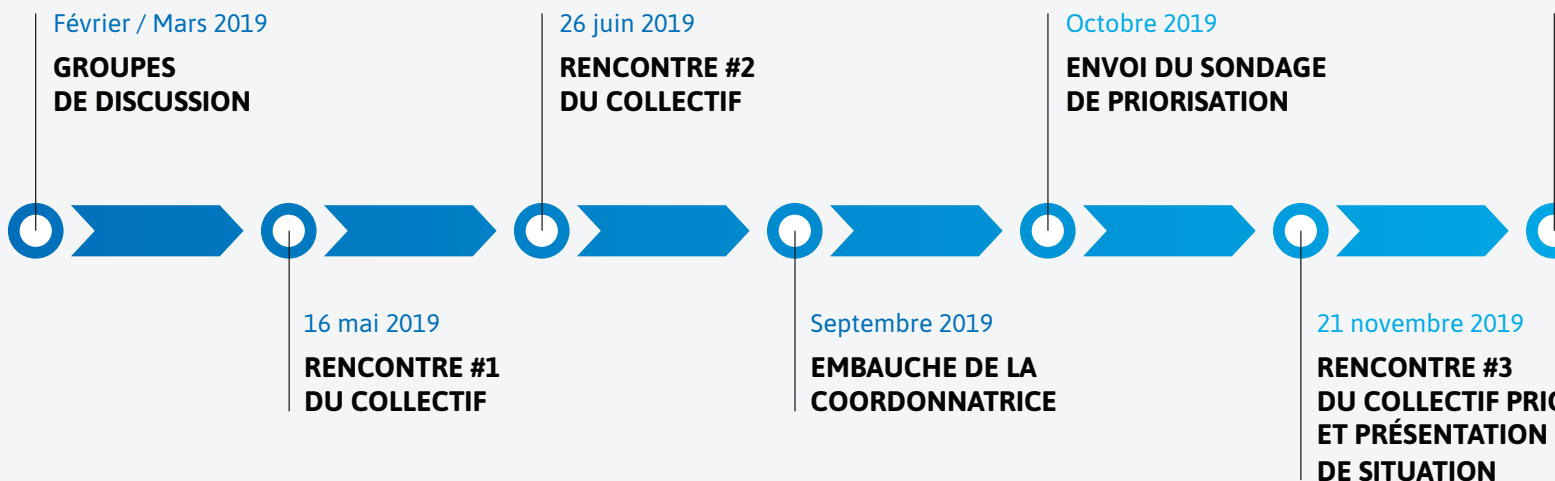 Février / Mars 2019
GROUPES
DE DISCUSSION
16 mai 2019
RENCONTRE #1
DU COLLECTIF
26 juin 2019
RENCONTRE #2
DU COLLECTIF
Septembre 2019
EMBAUCHE DE LA
COORDONNATRICE
Octobre 2019
ENVOI DU SONDAGE
DE PRIORISATION
21 novembre 2019
RENCONTRE #3
DU COLLECTIF
ET PRÉSENTATION
DE SITUATION